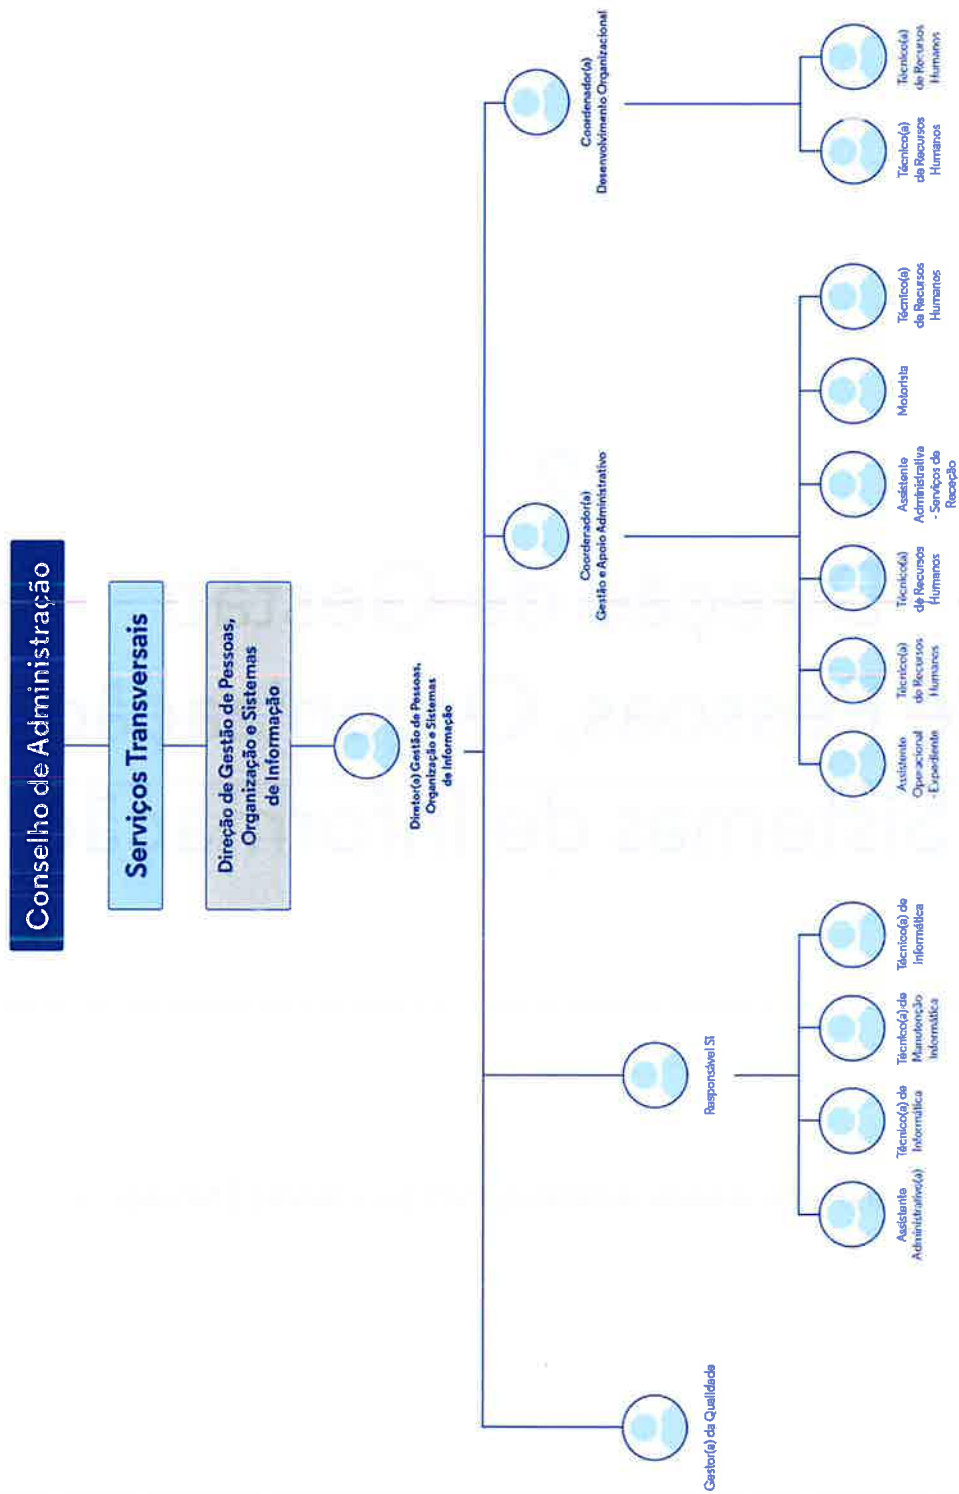 Conselho de Administração
Serviços Transversais
Direção de Gestão de Pessoas,
Organização e Sistemas
de Informação
Diretor(a) Gestão de Pessoas,
Organização e Sistemas
de Informação
Gestor(a) da Qualidade
Responsável SI
Coordenador(a)
Gestão e Apoio Administrativo
Coordenador(a)
Desenvolvimento Organizacional
Assistente
Administrativo(a)
Técnico(a) de
Informática
Técnico(a) de
Manutenção
Informática
Técnico(a) de
Informática
Assistente
Operacional
- Expediente
Técnico(a)
de Recursos
Humanos
Técnico(a)
de Recursos
Humanos
Assistente
Administrativa
- Serviços de
Receção
Motorista
Técnico(a)
de Recursos
Humanos
Técnico(a)
de Recursos
Humanos
Técnico(a)
de Recursos
Humanos